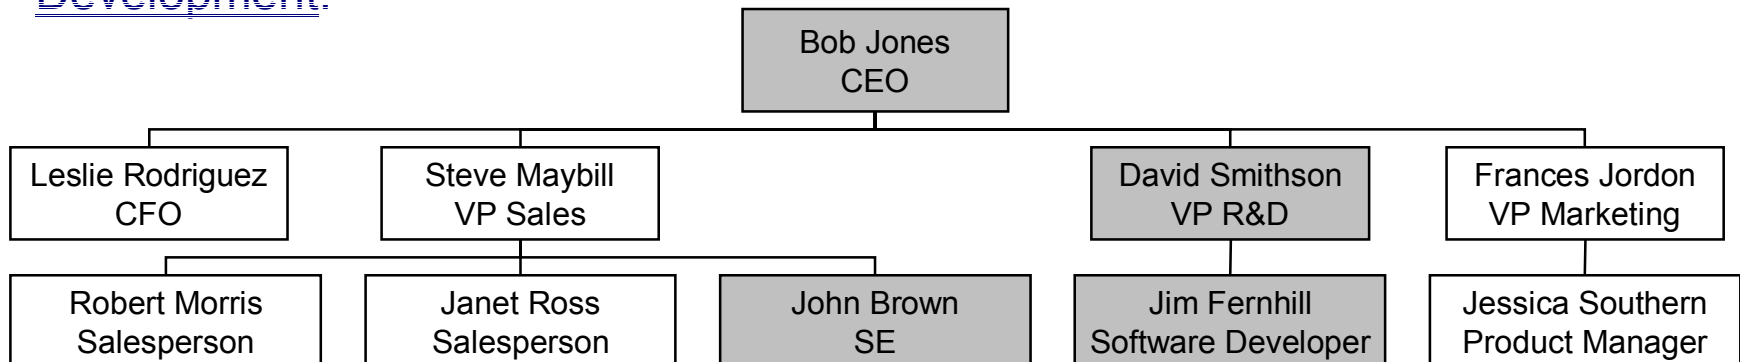 Development.
Bob Jones
CEO
Leslie Rodriguez
CFO
Steve Maybill
VP Sales
David Smithson
VP R&D
Frances Jordon
VP Marketing
Robert Morris
Salesperson
Janet Ross
Salesperson
John Brown
SE
Jim Fernhill
Software Developer
Jessica Southern
Product Manager